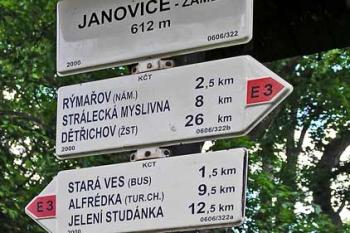 JANOVICE - ZÁM
612 m
0606/322
KČT
RÝMAŘOV (NÁM.) 2,5 km
STRÁLECKÁ MYSLIVNA 8 km
DĚTŘICHOV (ŽST) 26 km
E 3
2000 0606/322b
KČT
STARÁ VES (BUS) 1,5 km
ALFRÉDKA (TUR.CH.) 9,5 km
JELENÍ STUDÁNKA 12,5 km
E 3
2000 0606/322a